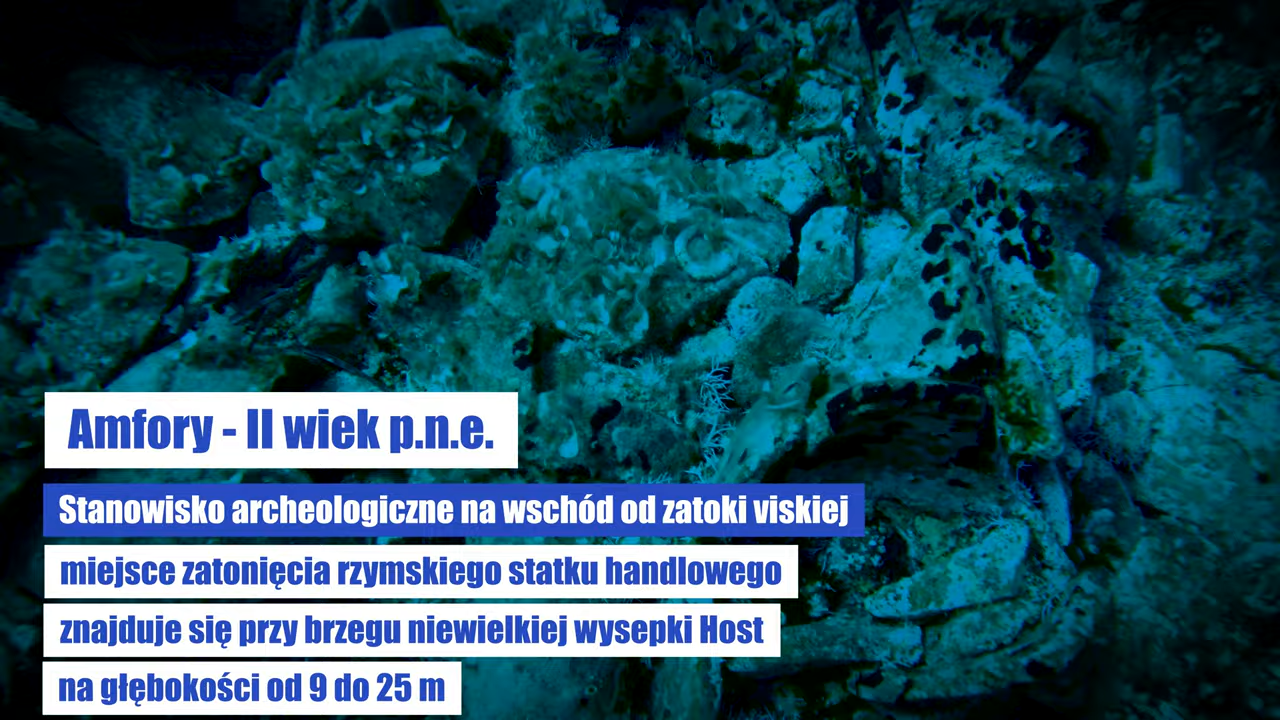 Amfory - II wiek p.n.e.
Stanowisko archeologiczne na wschód od zatoki viskiej
miejsce zatonięcia rzymskiego statku handlowego
znajduje się przy brzegu niewielkiej wysepki Host
na głębokości od 9 do 25 m